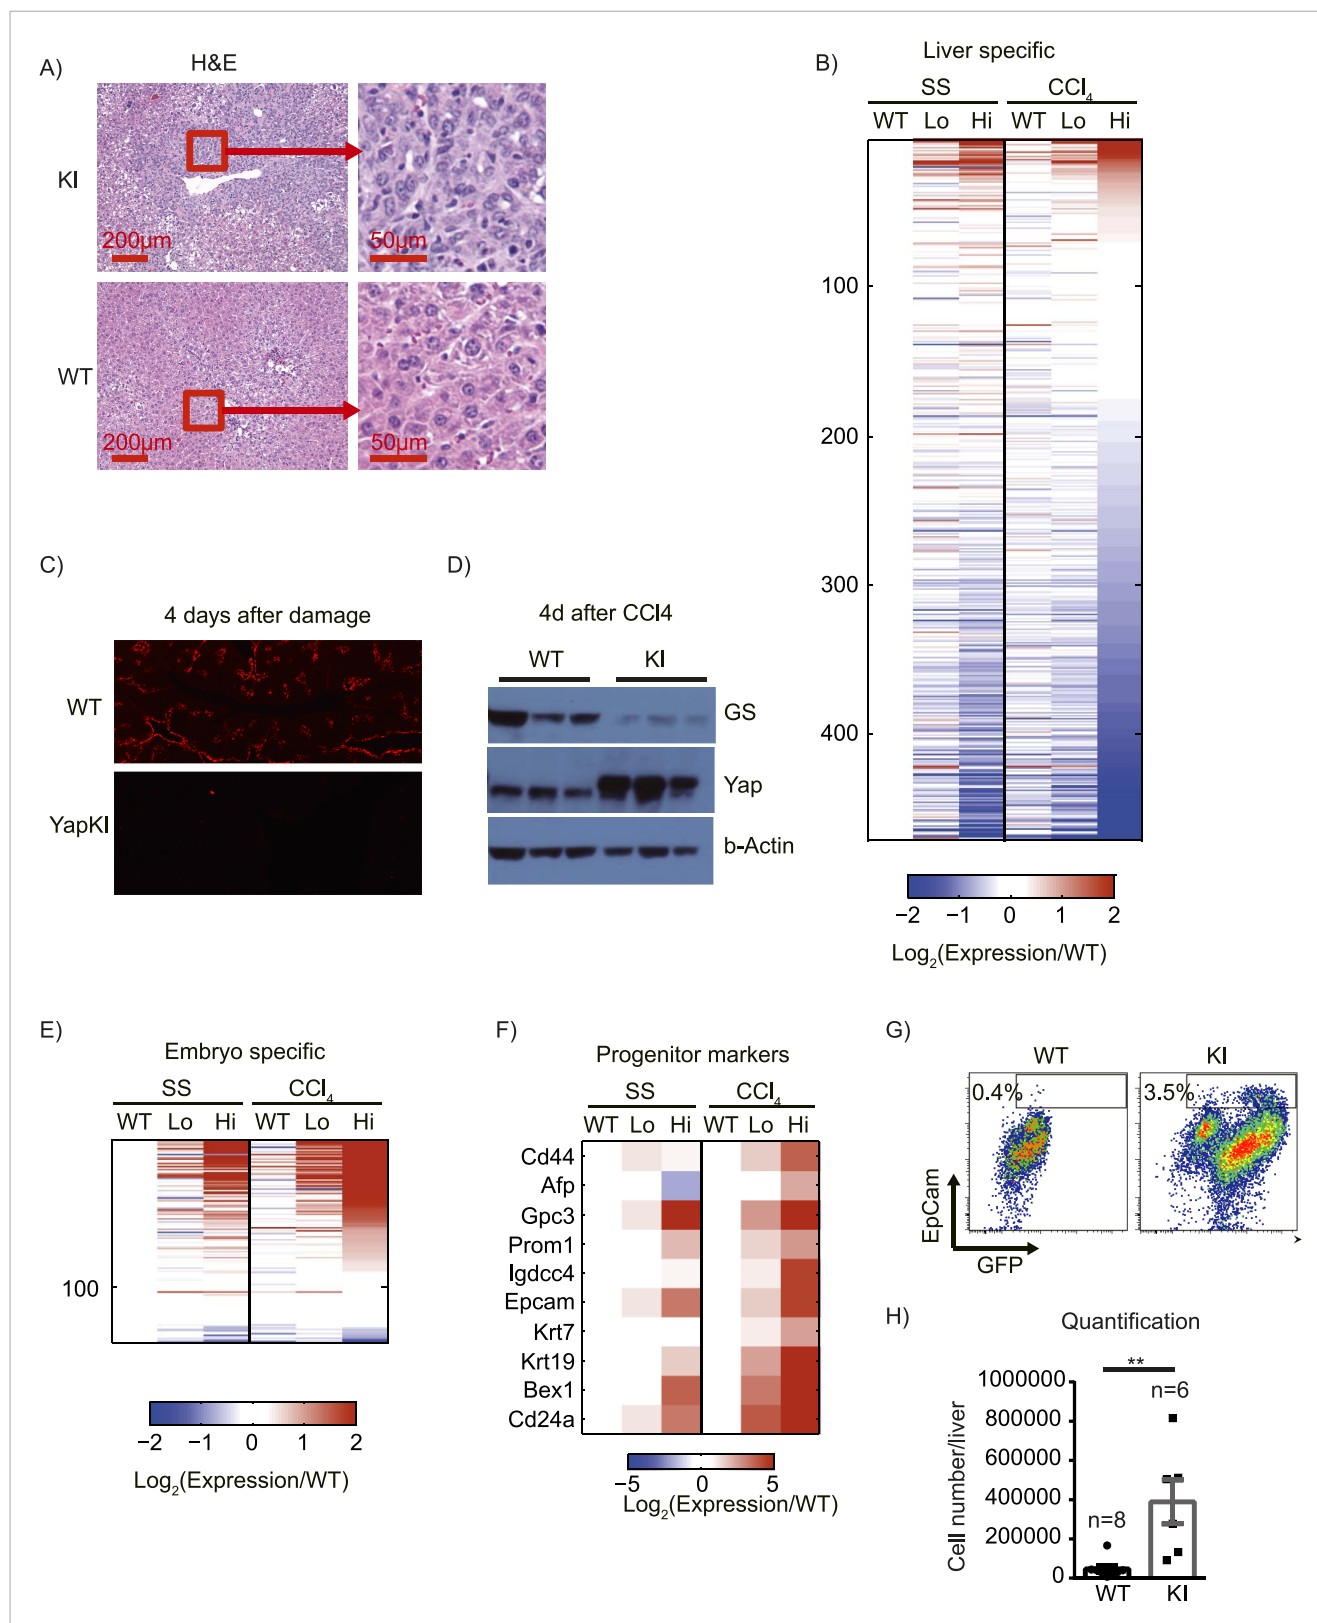 A)
H&E
KI
200µm
50µm
WT
200µm
50µm
B)
Liver specific
SS CCl4
WT Lo Hi WT Lo Hi
100
200
300
400
−2 −1 0 1 2
Log2(Expression/WT)
C)
4 days after damage
WT
YapKI
D)
4d after CCl4
WT KI
GS
Yap
b-Actin
E)
Embryo specific
SS CCl4
WT Lo Hi WT Lo Hi
100
−2 −1 0 1 2
Log2(Expression/WT)
F)
Progenitor markers
SS CCl4
WT Lo Hi WT Lo Hi
Cd44
Afp
Gpc3
Prom1
Igdcc4
Epcam
Krt7
Krt19
Bex1
Cd24a
−5 0 5
Log2(Expression/WT)
G)
WT KI
0.4% 3.5%
EpCam
GFP
H)
Quantification
**
1000000
800000
600000
400000
200000
0
Cell number/liver
n=6
n=8
WT KI